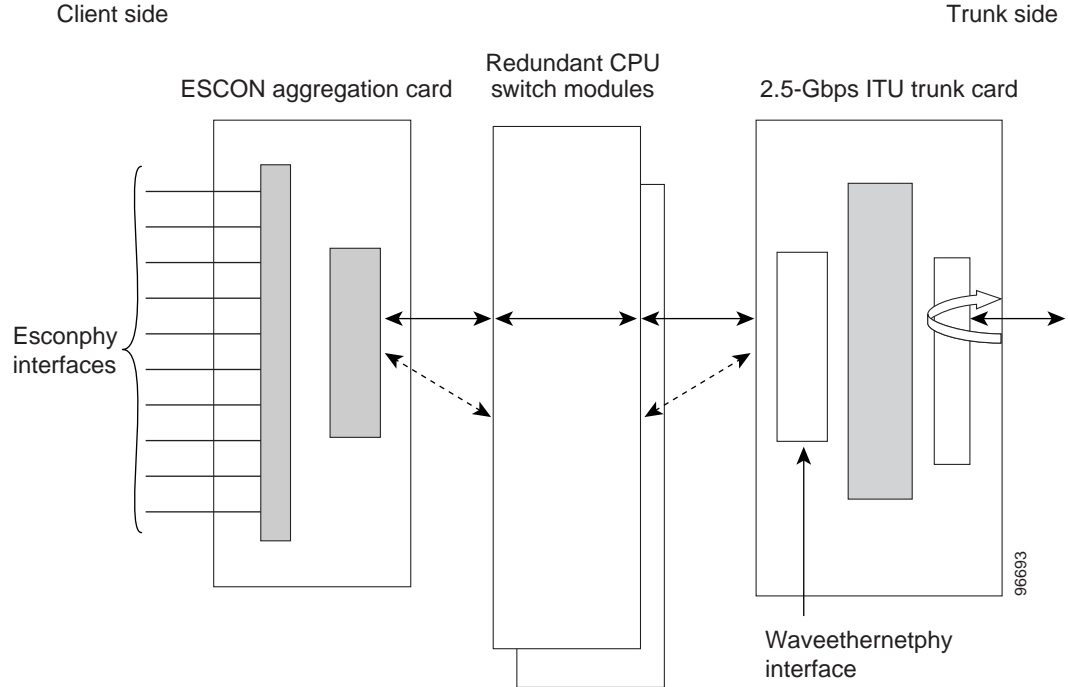 Client side
Trunk side
Redundant CPU
switch modules
ESCON aggregation card
2.5-Gbps ITU trunk card
Esconphy
interfaces
96693
Waveethernetphy
interface